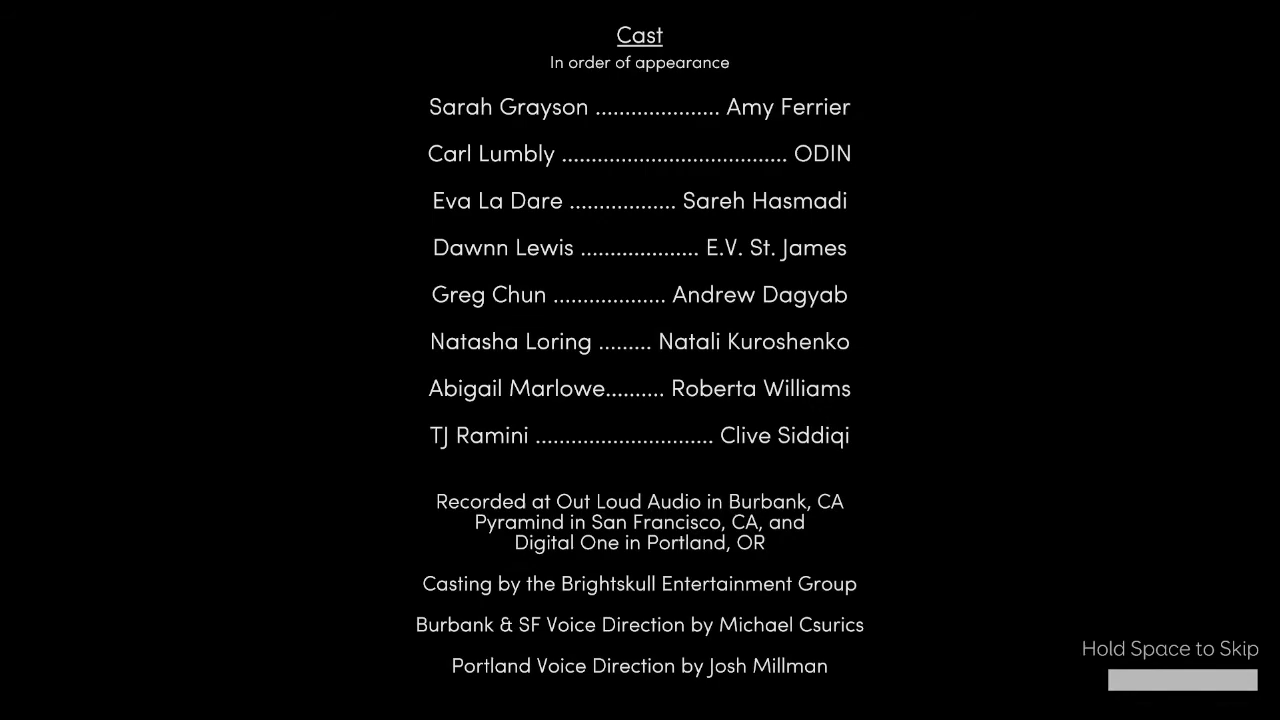 Cast
In order of appearance
Sarah Grayson ..................... Amy Ferrier
Carl Lumbly ...................................... ODIN
Eva La Dare .................. Sareh Hasmadi
Dawnn Lewis .................... E.V. St. James
Greg Chun ................... Andrew Dagyab
Natasha Loring ......... Natali Kuroshenko
Abigail Marlowe.......... Roberta Williams
TJ Ramini .............................. Clive Siddiqi
Recorded at Out Loud Audio in Burbank, CA
Pyramind in San Francisco, CA, and
Digital One in Portland, OR
Casting by the Brightskull Entertainment Group
Burbank & SF Voice Direction by Michael Csurics
Portland Voice Direction by Josh Millman
Hold Space to Skip